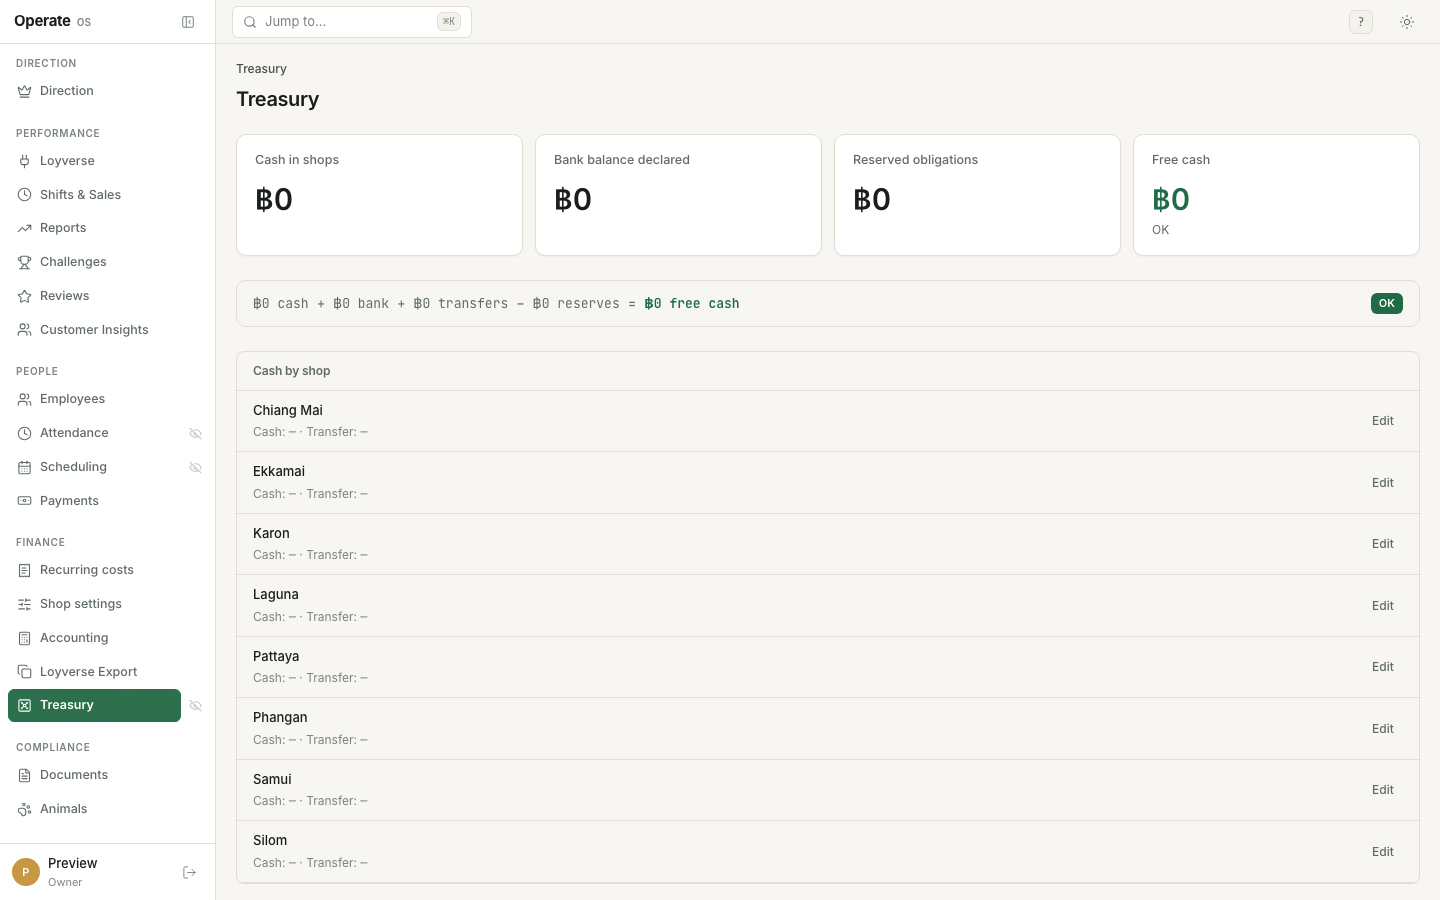 Operate OS
Jump to...
⌘K
?
DIRECTION
Direction
PERFORMANCE
Loyverse
Shifts & Sales
Reports
Challenges
Reviews
Customer Insights
PEOPLE
Employees
Attendance
Scheduling
Payments
FINANCE
Recurring costs
Shop settings
Accounting
Loyverse Export
Treasury
COMPLIANCE
Documents
Animals
P
Preview
Owner
Treasury
Treasury
Cash in shops
฿0
Bank balance declared
฿0
Reserved obligations
฿0
Free cash
฿0
OK
฿0 cash + ฿0 bank + ฿0 transfers − ฿0 reserves = ฿0 free cash
OK
Cash by shop
Chiang Mai
Cash: — · Transfer: —
Edit
Ekkamai
Cash: — · Transfer: —
Edit
Karon
Cash: — · Transfer: —
Edit
Laguna
Cash: — · Transfer: —
Edit
Pattaya
Cash: — · Transfer: —
Edit
Phangan
Cash: — · Transfer: —
Edit
Samui
Cash: — · Transfer: —
Edit
Silom
Cash: — · Transfer: —
Edit